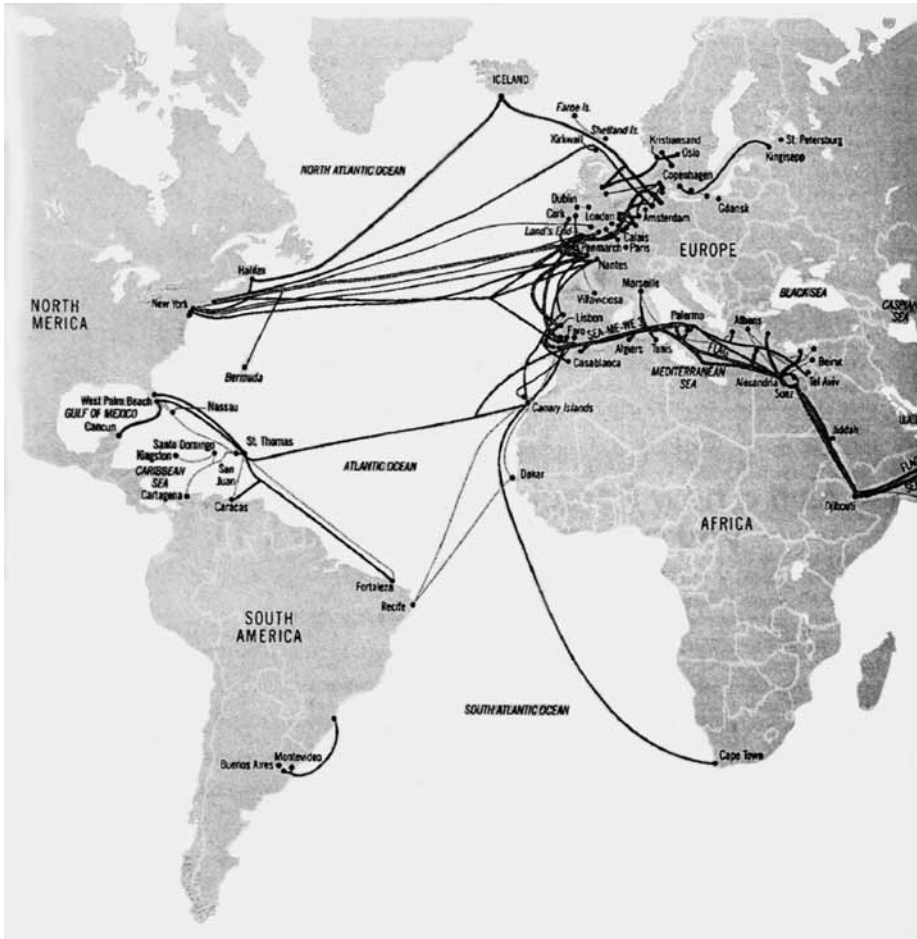 ICELAND
Faroe Is.
Shetland Is.
Kirkwall
Kristiansand
Oslo
St. Petersburg
Kingisepp
NORTH ATLANTIC OCEAN
Copenhagen
Gdansk
Dublin
Cork
London
Amsterdam
Land's End
Calais
Penmarch
Paris
EUROPE
Nantes
Halifax
Marseille
BLACK SEA
CASPIAN
SEA
NORTH
MERICA
New York
Villaviciosa
Lisbon
Faro
SEA-ME-WE 3
Palermo
Athens
FLAG
Algiers
Tunis
MEDITERRANEAN
SEA
Beirut
Bermuda
Casablanca
Alexandria
Tel Aviv
Suez
West Palm Beach
GULF OF MEXICO
Nassau
Cancun
Canary Islands
Jiddah
Santo Domingo
St. Thomas
Kingston
CARIBBEAN
SEA
San
Juan
ATLANTIC OCEAN
Dakar
FLAG
Cartagena
Caracas
Djibouti
AFRICA
Fortaleza
Recife
SOUTH
AMERICA
SOUTH ATLANTIC OCEAN
Montevideo
Buenos Aires
Cape Town